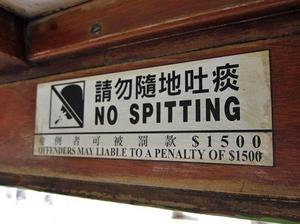 請勿隨地吐痰
NO SPITTING
違例者可被罰款 $1500
OFFENDERS MAY LIABLE TO A PENALTY OF $1500